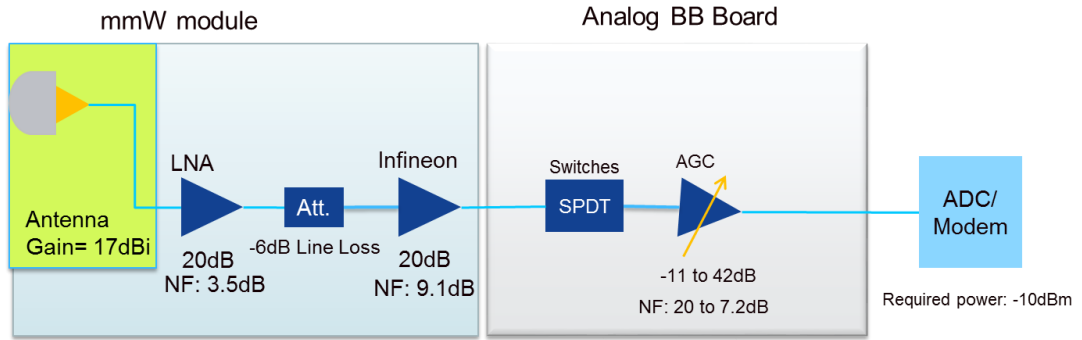 mmW module
Analog BB Board
LNA
Infineon
Switches
AGC
Att.
SPDT
ADC/
Modem
Antenna
Gain= 17dBi
-6dB Line Loss
20dB
NF: 3.5dB
20dB
NF: 9.1dB
-11 to 42dB
NF: 20 to 7.2dB
Required power: -10dBm